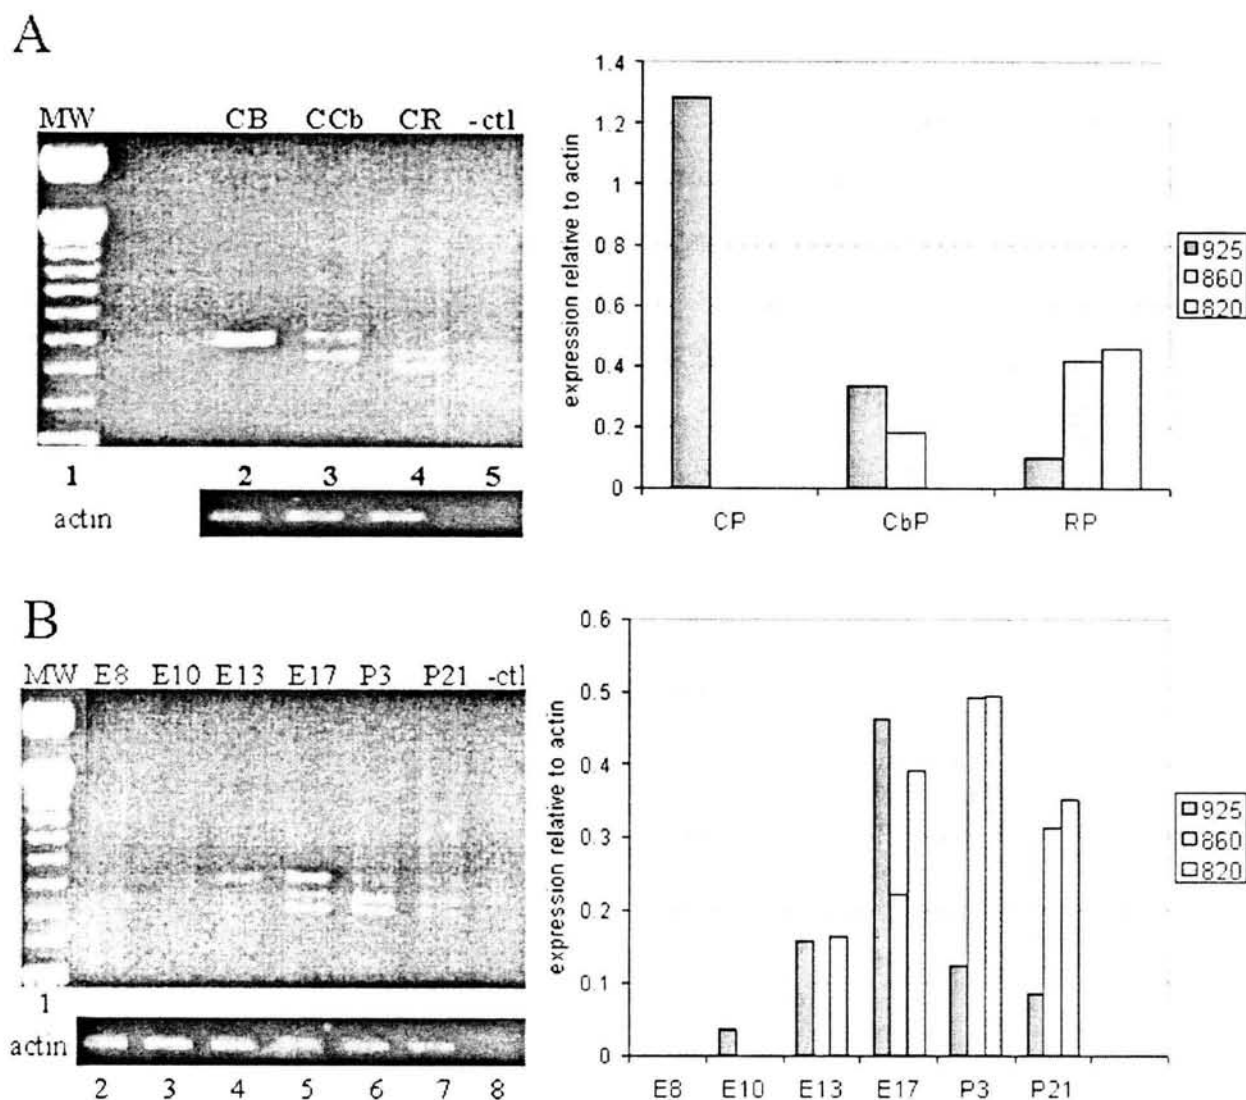 A
MW CB CCb CR -ctl
1 2 3 4 5
actin
expression relative to actin
1.4
1.2
1
0.8
0.6
0.4
0.2
0
CP CbP RP
925
860
820
B
MW E8 E10 E13 E17 P3 P21 -ctl
1
actin
2 3 4 5 6 7 8
expression relative to actin
0.6
0.5
0.4
0.3
0.2
0.1
0
E8 E10 E13 E17 P3 P21
925
860
820